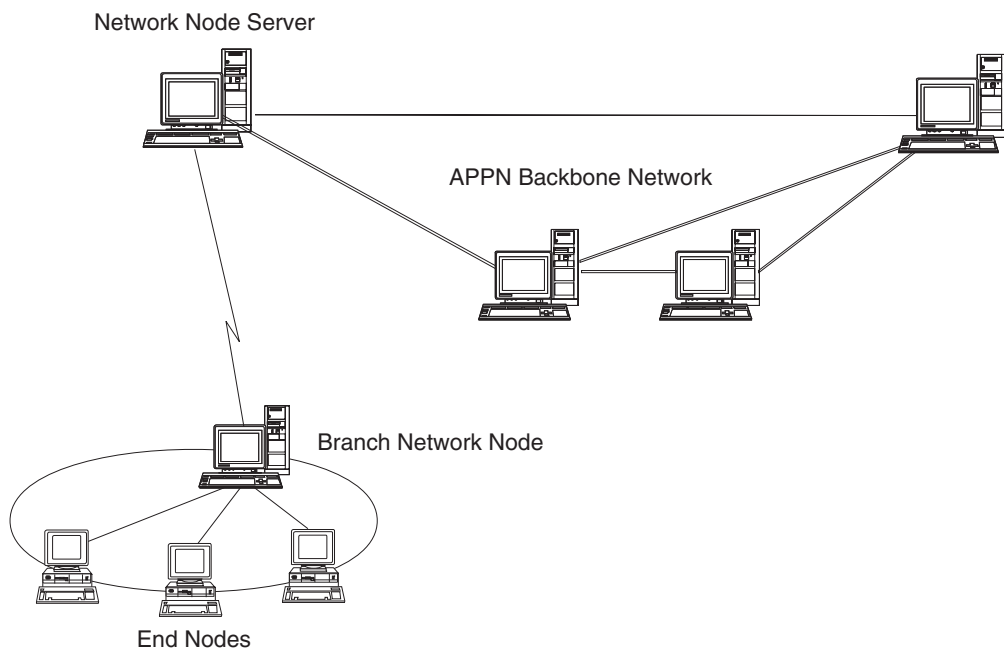 Network Node Server
APPN Backbone Network
Branch Network Node
End Nodes